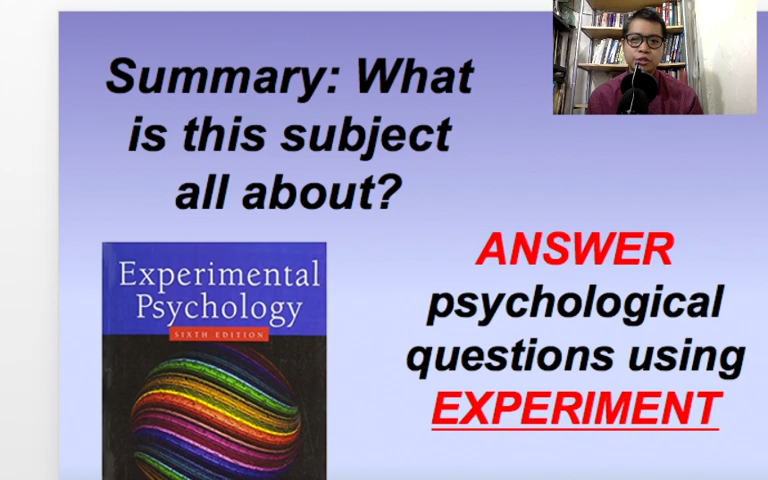 Summary: What
is this subject
all about?
Experimental
Psychology
SIXTH EDITION
ANSWER
psychological
questions using
EXPERIMENT